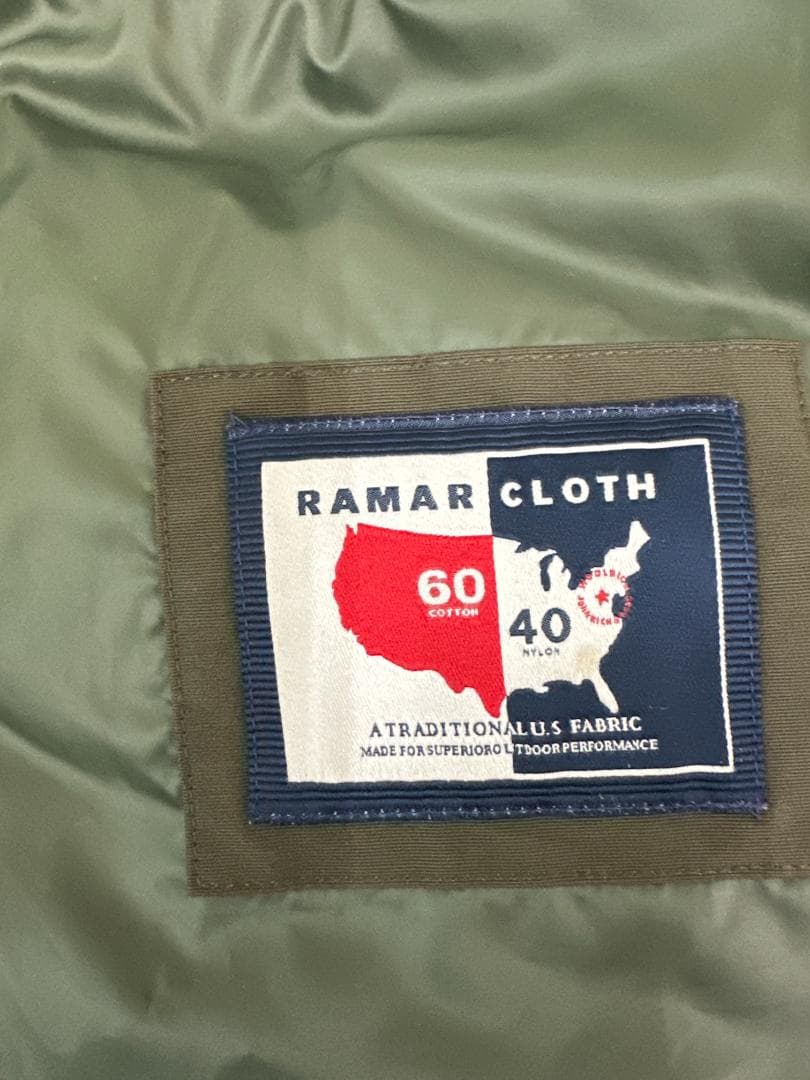 RAMAR CLOTH
60
COTTON
40
NYLON
A TRADITIONAL U.S FABRIC
MADE FOR SUPERIOR OUTDOOR PERFORMANCE